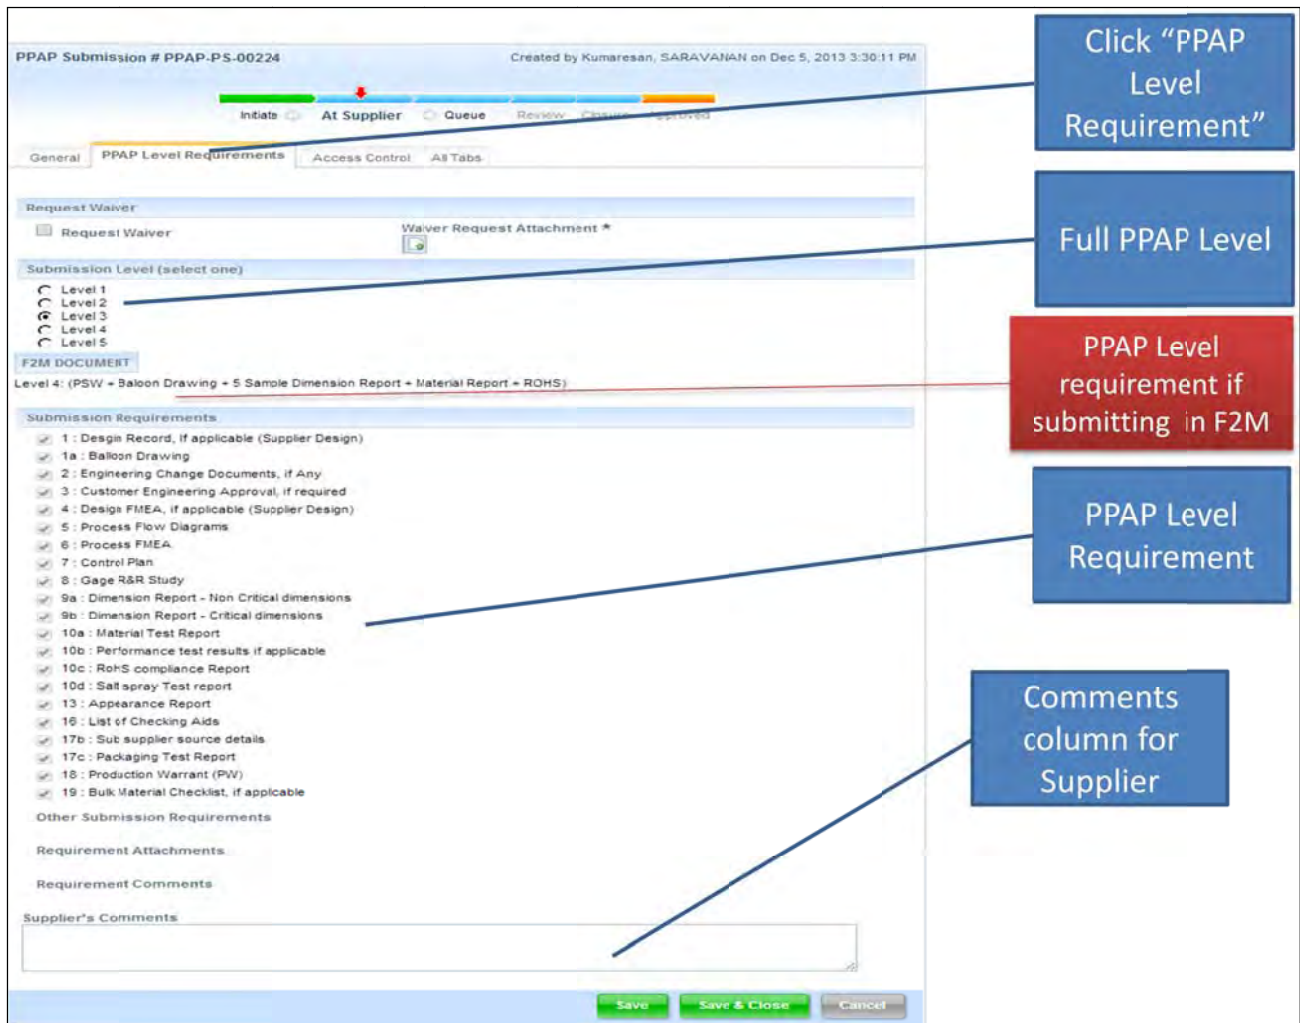 PPAP Submission # PPAP-PS-00224
Created by Kumaresan, SARAVANAN on Dec 5, 2013 3:30:11 PM
Initiate At Supplier Queue Review Closure Approved
General PPAP Level Requirements Access Control All Tabs
Request Waiver
Request Waiver
Waiver Request Attachment *
Submission Level (select one)
Level 1
Level 2
Level 3
Level 4
Level 5
F2M DOCUMENT
Level 4: (PSW + Baloon Drawing + 5 Sample Dimension Report + Material Report + ROHS)
Submission Requirements
1 : Desgin Record, If applicable (Supplier Design)
1a : Balloon Drawing
2 : Engineering Change Documents, if Any
3 : Customer Engineering Approval, if required
4 : Design FMEA, if applicable (Supplier Design)
5 : Process Flow Diagrams
6 : Process FMEA
7 : Control Plan
8 : Gage R&R Study
9a : Dimension Report - Non Critical dimensions
9b : Dimension Report - Critical dimensions
10a : Material Test Report
10b : Performance test results if applicable
10c : RoHS compliance Report
10d : Salt spray Test report
13 : Appearance Report
16 : List of Checking Aids
17b : Sub supplier source details
17c : Packaging Test Report
18 : Production Warrant (PW)
19 : Bulk Material Checklist, if applicable
Other Submission Requirements
Requirement Attachments
Requirement Comments
Supplier's Comments
Save Save & Close Cancel
Click “PPAP
Level
Requirement”
Full PPAP Level
PPAP Level
requirement if
submitting in F2M
PPAP Level
Requirement
Comments
column for
Supplier